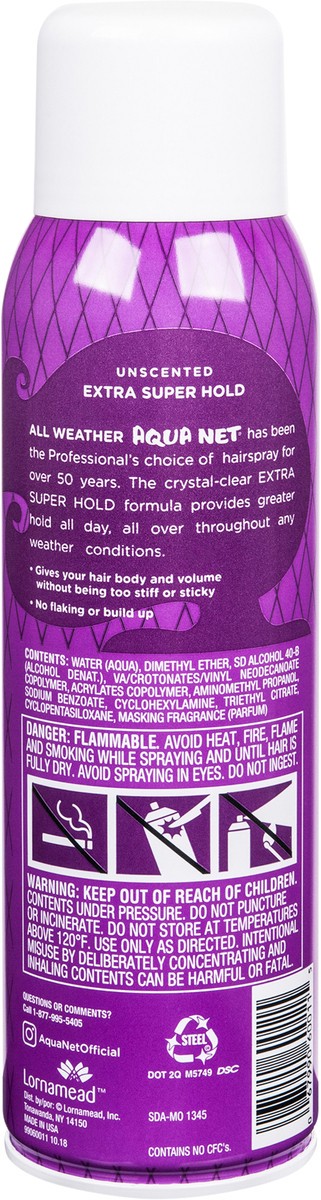 UNSCENTED
EXTRA SUPER HOLD
ALL WEATHER AQUA NET has been
the Professional's choice of hairspray for
over 50 years. The crystal-clear EXTRA
SUPER HOLD formula provides greater
hold all day, all over throughout any
weather conditions.
• Gives your hair body and volume
without being too stiff or sticky
• No flaking or build up
CONTENTS: WATER (AQUA), DIMETHYL ETHER, SD ALCOHOL 40-B
(ALCOHOL DENAT.), VA/CROTONATES/VINYL NEODECANOATE
COPOLYMER, ACRYLATES COPOLYMER, AMINOMETHYL PROPANOL,
SODIUM BENZOATE, CYCLOHEXYLAMINE, TRIETHYL CITRATE,
CYCLOPENTASILOXANE, MASKING FRAGRANCE (PARFUM)
DANGER: FLAMMABLE. AVOID HEAT, FIRE, FLAME
AND SMOKING WHILE SPRAYING AND UNTIL HAIR IS
FULLY DRY. AVOID SPRAYING IN EYES. DO NOT INGEST.
WARNING: KEEP OUT OF REACH OF CHILDREN.
CONTENTS UNDER PRESSURE. DO NOT PUNCTURE
OR INCINERATE. DO NOT STORE AT TEMPERATURES
ABOVE 120°F. USE ONLY AS DIRECTED. INTENTIONAL
MISUSE BY DELIBERATELY CONCENTRATING AND
INHALING CONTENTS CAN BE HARMFUL OR FATAL.
QUESTIONS OR COMMENTS?
Call 1-877-995-5405
AquaNetOfficial
Lornamead™
Dist. by/por: © Lornamead, Inc.
Tonawanda, NY 14150
MADE IN USA
99060011 10.18
STEEL
DOT 2Q M5749 DSC
SDA-MO 1345
CONTAINS NO CFC's.